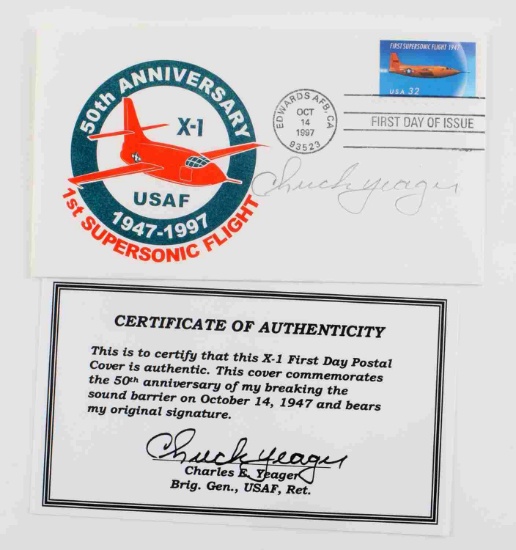 50th ANNIVERSARY
X-1
USAF
1947-1997
1st SUPERSONIC FLIGHT
FIRST SUPERSONIC FLIGHT 1947
USA 32
EDWARDS AFB, CA
OCT
14
1997
93523
FIRST DAY OF ISSUE
Chuck Yeager
CERTIFICATE OF AUTHENTICITY
This is to certify that this X-1 First Day Postal
Cover is authentic. This cover commemorates
the 50th anniversary of my breaking the
sound barrier on October 14, 1947 and bears
my original signature.
Chuck Yeager
Charles E. Yeager
Brig. Gen., USAF, Ret.